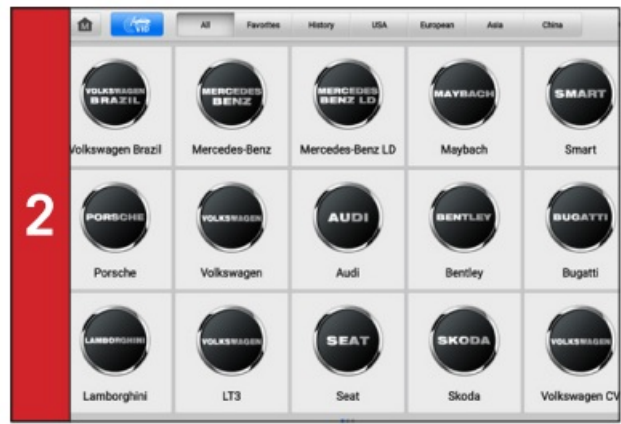 2
Auto VID All Favorites History USA European Asia China
VOLKSWAGEN BRAZIL MERCEDES BENZ MERCEDES BENZ LD MAYBACH SMART
Volkswagen Brazil Mercedes-Benz Mercedes-Benz LD Maybach Smart
PORSCHE VOLKSWAGEN AUDI BENTLEY BUGATTI
Porsche Volkswagen Audi Bentley Bugatti
LAMBORGHINI VOLKSWAGEN SEAT SKODA VOLKSWAGEN
Lamborghini LT3 Seat Skoda Volkswagen CV